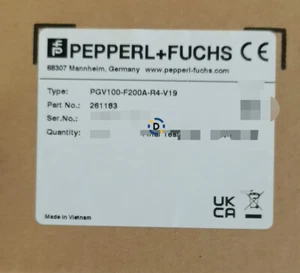 PEPPERL+FUCHS CE
68307 Mannheim, Germany www.pepperl-fuchs.com
Type: PGV100-F200A-R4-V19
Part No.: 261183
Ser.No.:
Quantity:
UK
CA
Made in Vietnam